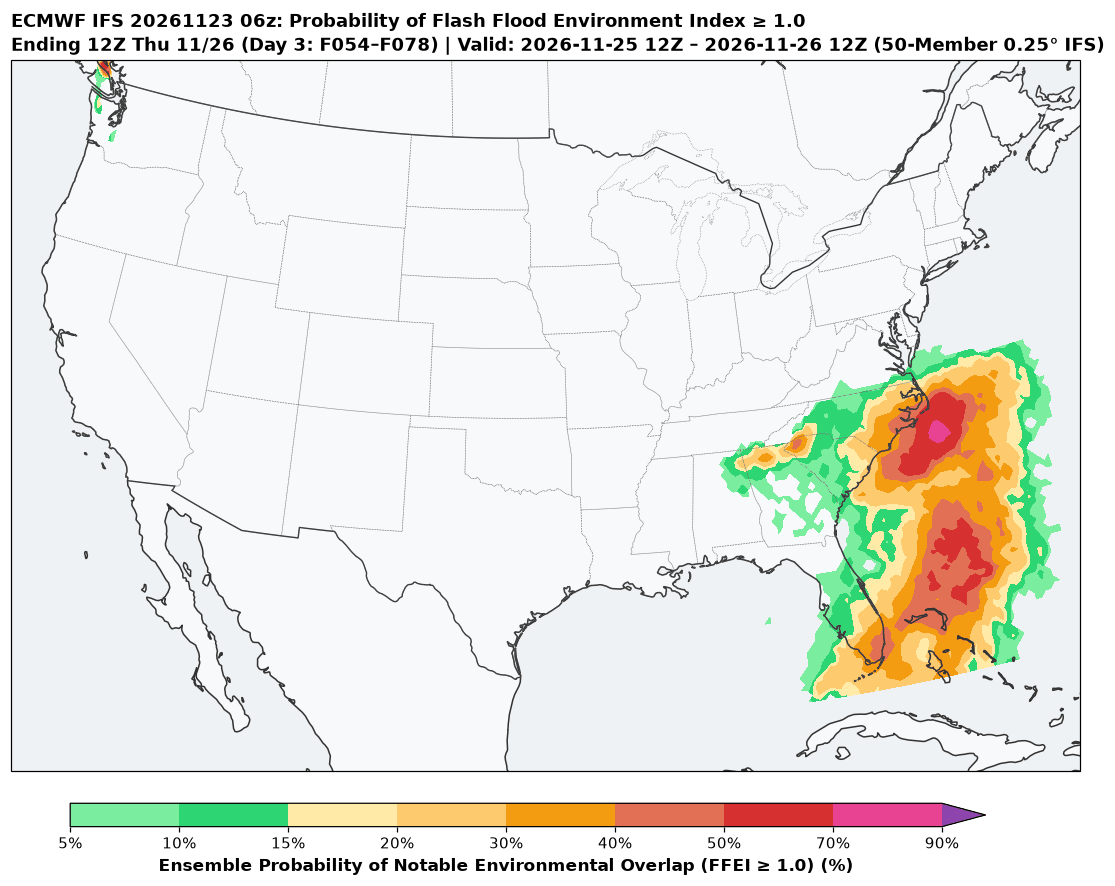 ECMWF IFS 20261123 06z: Probability of Flash Flood Environment Index ≥ 1.0
Ending 12Z Thu 11/26 (Day 3: F054–F078) | Valid: 2026-11-25 12Z – 2026-11-26 12Z (50-Member 0.25° IFS)
5% 10% 15% 20% 30% 40% 50% 70% 90%
Ensemble Probability of Notable Environmental Overlap (FFEI ≥ 1.0) (%)